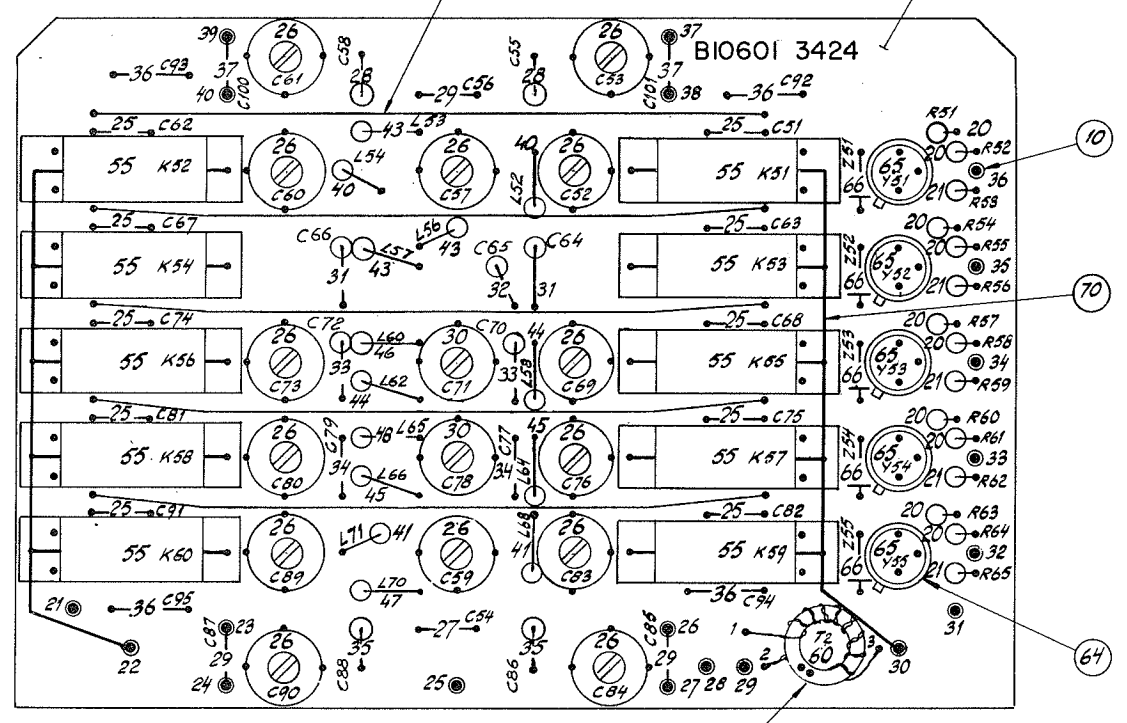 39 26 C58 C55 26 37
B10601 3424
36 C93 37 28 28 37
C61 29 C56 C53 36 C92
40 C100 C101 38
R51
25 C62 43 L53 25 C51 20
26 L54 26 40 26 Z51 20 R52 10
55 K52 40 L52 55 K51 65 Y51 36
C60 C57 C52 66 21 R53
25 C67 L56 25 C63 20 R54
C66 43 C65 C64 Z52 20 R55
55 K54 31 43 L57 55 K53 65 Y52 35
32 31 66 21 R56
25 C74 C72 L60 C70 44 25 C68 20 R57
26 46 30 26 Z53 20 R58
55 K56 33 L62 33 L58 55 K55 65 Y53 34
C73 44 C71 C69 66 21 R59
70
25 C81 C79 48 L65 C77 45 25 C75 20 R60
26 30 26 Z54 20 R61
55 K58 34 L66 34 L64 55 K57 65 Y54 33
C80 45 C78 C76 66 21 R62
25 C91 L68 25 C82 20 R63
26 L71 41 26 26 Z55 20 R64
55 K60 41 55 K59 65 Y55 32
C89 L70 C59 C83 66 21 R65
21 36 C95 47 36 C94 31
C87 23 26 35 27 C54 35 26 C86 26 1 T2 3
22 29 29 2 60 30 64
24 C90 C88 25 C86 C84 27 28 29